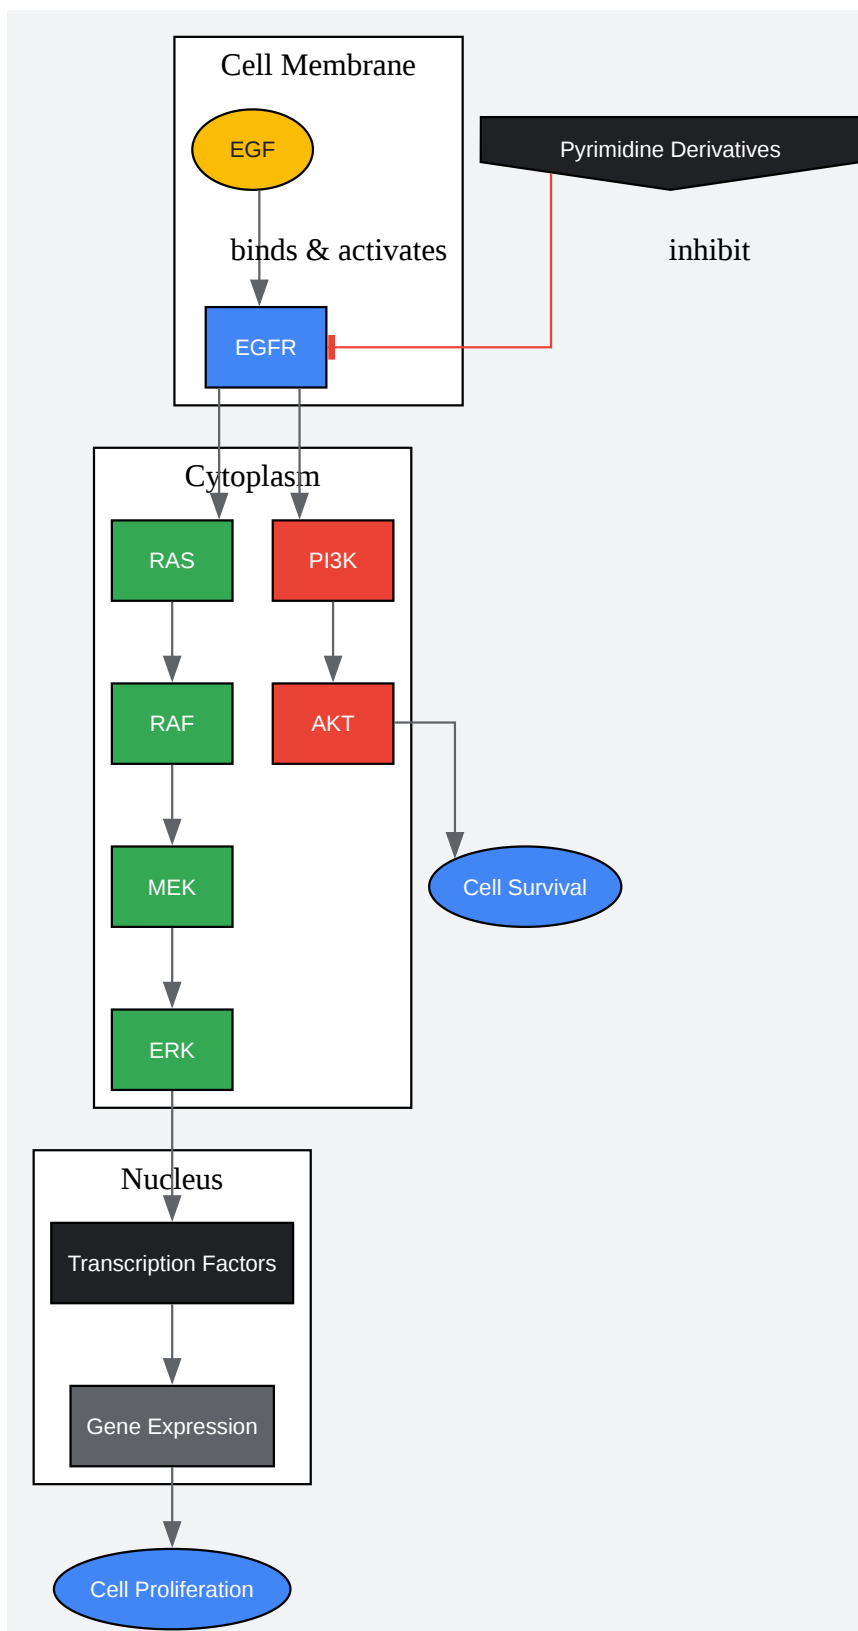 Cell Membrane
EGF
Pyrimidine Derivatives
binds & activates
inhibit
EGFR
Cytoplasm
RAS
PI3K
RAF
AKT
MEK
Cell Survival
ERK
Nucleus
Transcription Factors
Gene Expression
Cell Proliferation